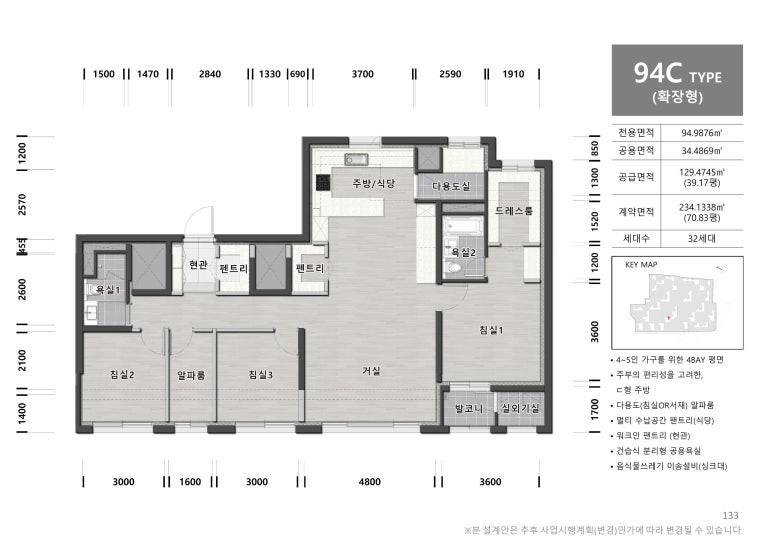 1500 1470 2840 1330 690 3700 2590 1910
94C TYPE
(확장형)
전용면적 94.9876㎡
공용면적 34.4869㎡
공급면적 129.4745㎡
(39.17평)
계약면적 234.1338㎡
(70.83평)
세대수 32세대
KEY MAP
1200
2570
455
2600
2100
1400
850
1300
1520
1200
3600
1700
주방/식당
다용도실
드레스룸
욕실2
현관
펜트리
펜트리
욕실1
침실1
침실2
알파룸
침실3
거실
발코니
실외기실
3000 1600 3000 4800 3600
• 4~5인 가구를 위한 4BAY 평면
• 주부의 편리성을 고려한,
ㄷ형 주방
• 다용도(침실OR서재) 알파룸
• 멀티 수납공간 팬트리(식당)
• 워크인 팬트리 (현관)
• 건습식 분리형 공용욕실
• 음식물쓰레기 이송설비(싱크대)
133
※본 설계안은 추후 사업시행계획(변경)인가에 따라 변경될 수 있습니다.